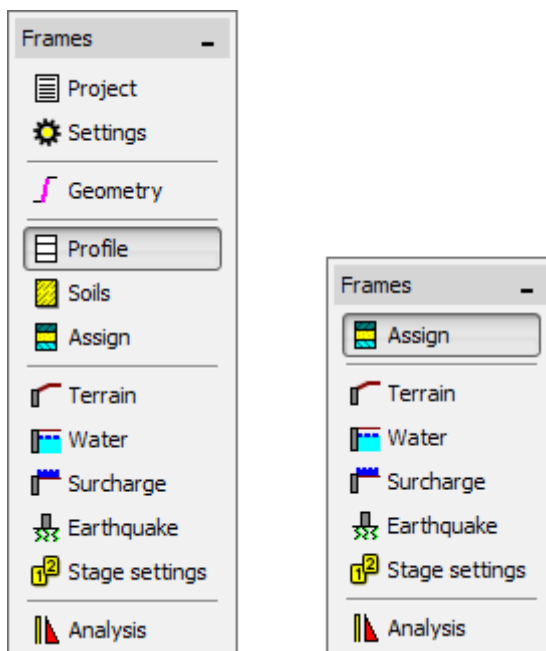 Frames
Project
Settings
Geometry
Profile
Soils
Assign
Terrain
Water
Surcharge
Earthquake
Stage settings
Analysis
Frames
Assign
Terrain
Water
Surcharge
Earthquake
Stage settings
Analysis